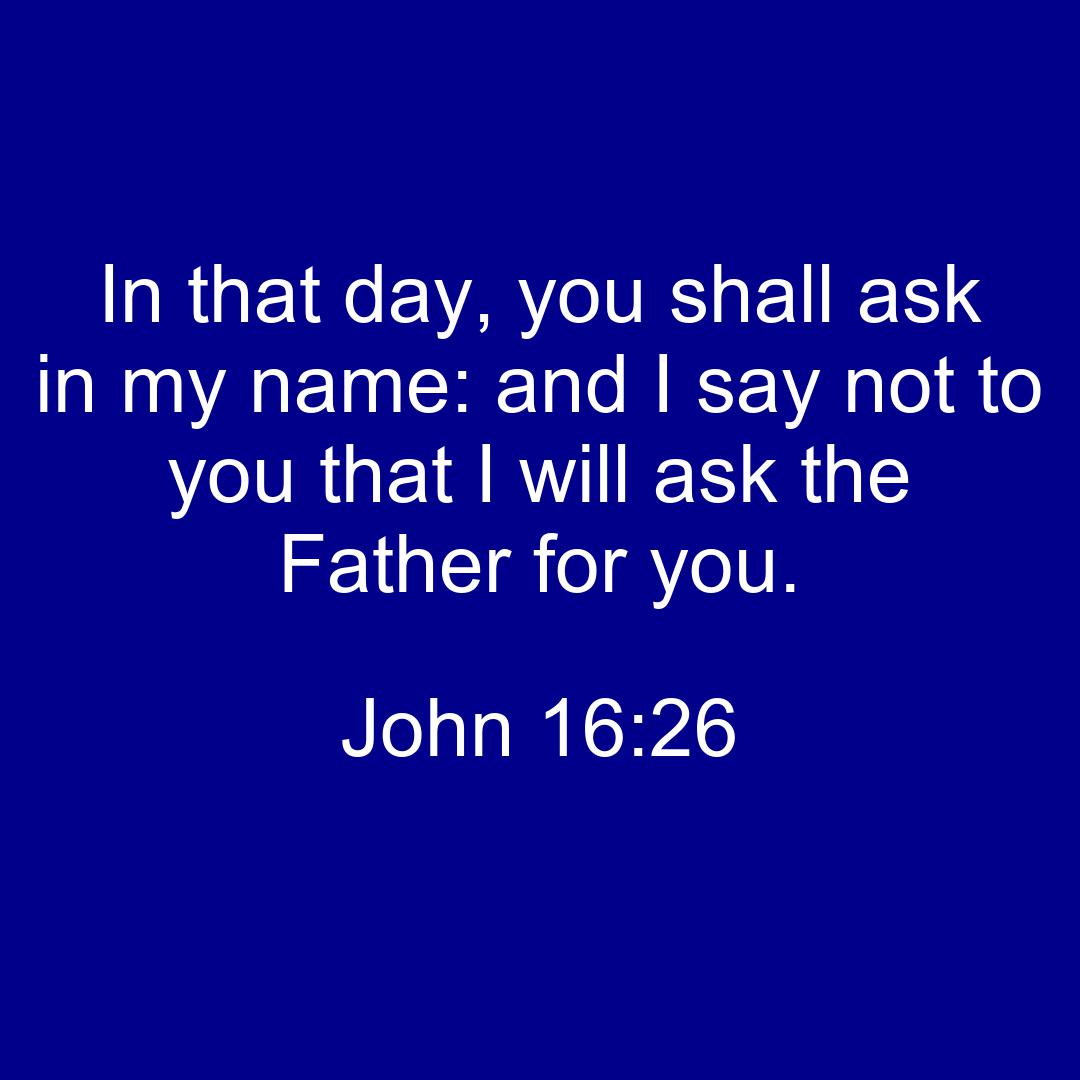 In that day, you shall ask
in my name: and I say not to
you that I will ask the
Father for you.
John 16:26